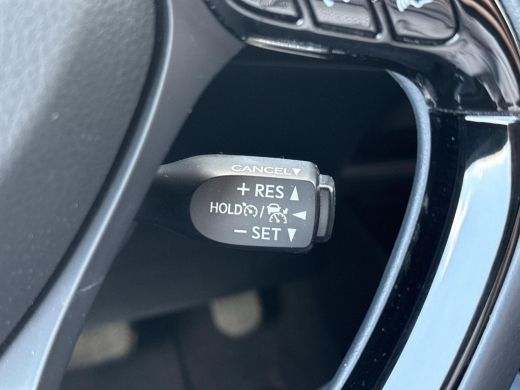 CANCEL▼
+ RES ▲
HOLD / ◀
− SET ▼